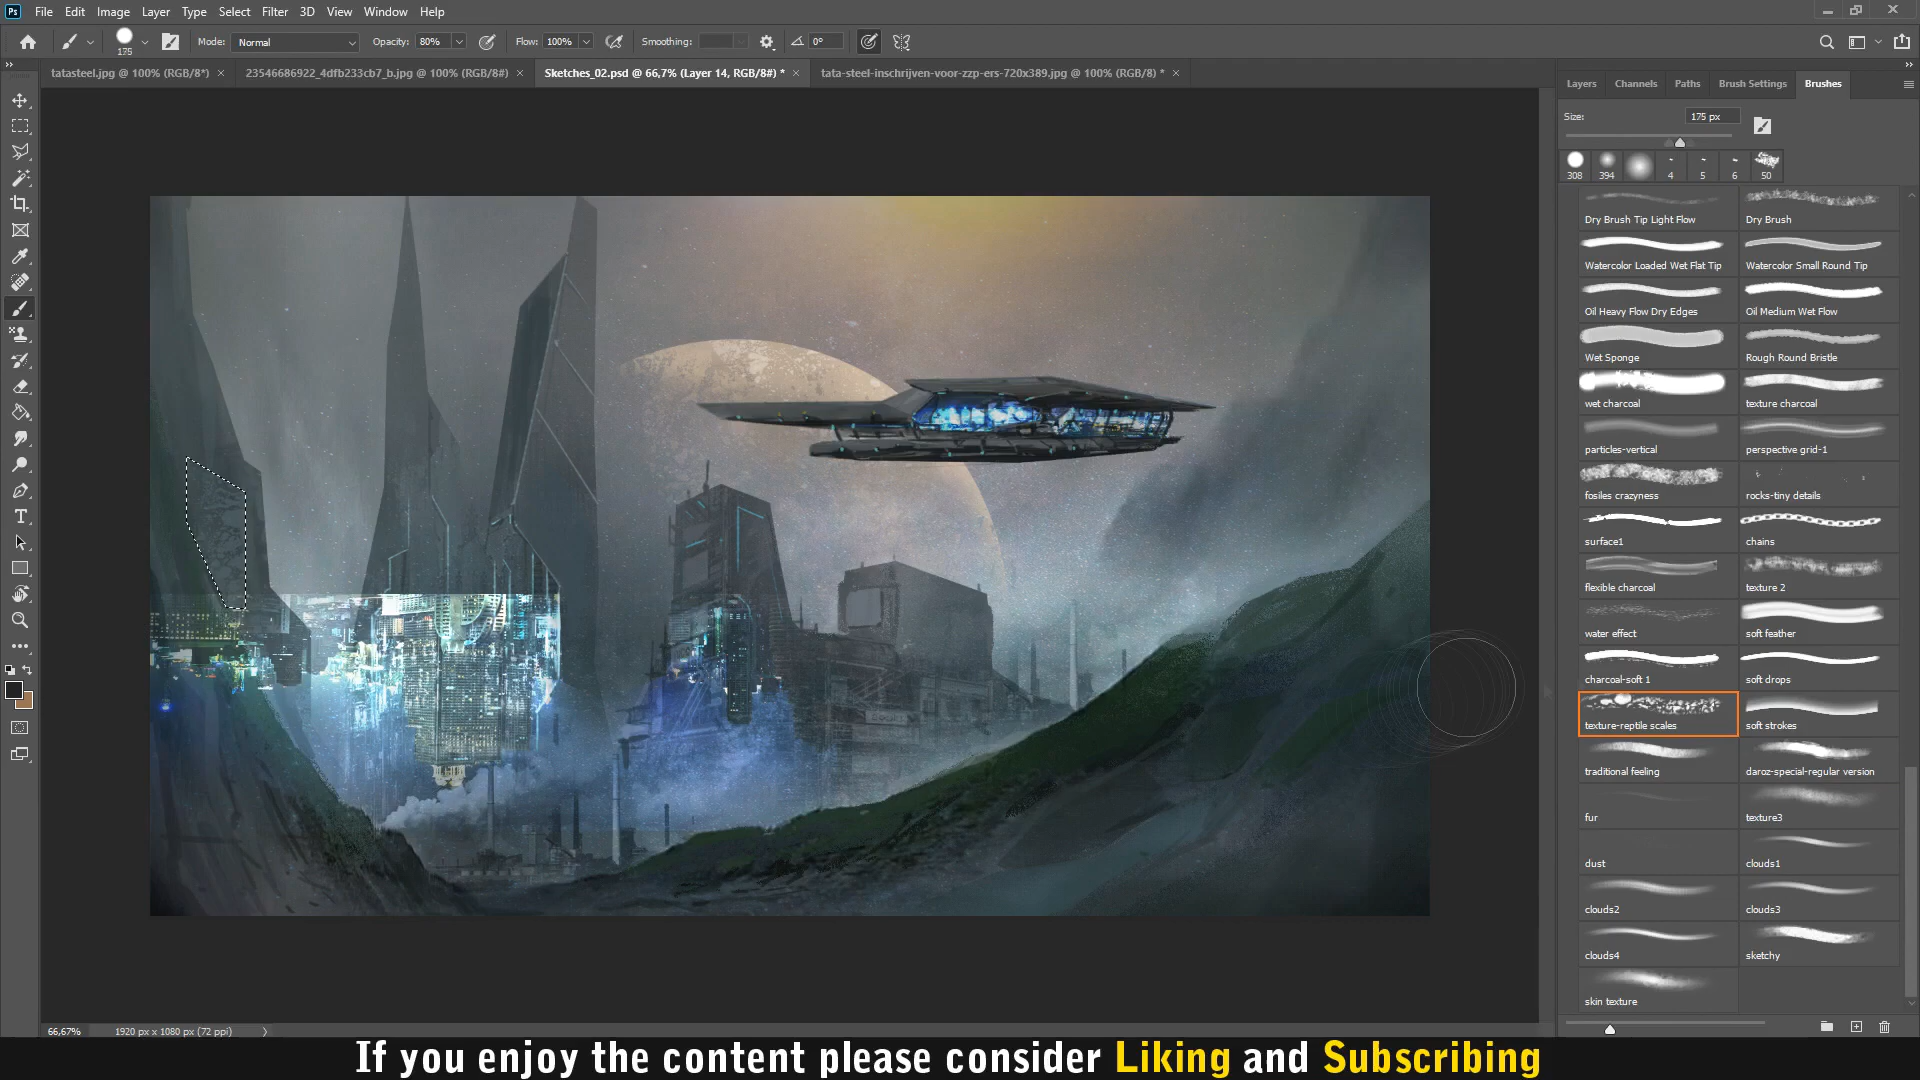 Ps File Edit Image Layer Type Select Filter 3D View Window Help
175 Mode: Normal Opacity: 80% Flow: 100% Smoothing: 0°
tatasteel.jpg @ 100% (RGB/8*) × 23546686922_4dfb233cb7_b.jpg @ 100% (RGB/8#) × Sketches_02.psd @ 66,7% (Layer 14, RGB/8#) * × tata-steel-inschrijven-voor-zzp-ers-720x389.jpg @ 100% (RGB/8) * ×
Layers Channels Paths Brush Settings Brushes
Size: 175 px
308 394 4 5 6 50
Dry Brush Tip Light Flow Dry Brush
Watercolor Loaded Wet Flat Tip Watercolor Small Round Tip
Oil Heavy Flow Dry Edges Oil Medium Wet Flow
Wet Sponge Rough Round Bristle
wet charcoal texture charcoal
particles-vertical perspective grid-1
fosiles crazyness rocks-tiny details
surface1 chains
flexible charcoal texture 2
water effect soft feather
charcoal-soft 1 soft drops
texture-reptile scales soft strokes
traditional feeling daroz-special-regular version
fur texture3
dust clouds1
clouds2 clouds3
clouds4 sketchy
skin texture
66,67% 1920 px x 1080 px (72 ppi)
If you enjoy the content please consider Liking and Subscribing